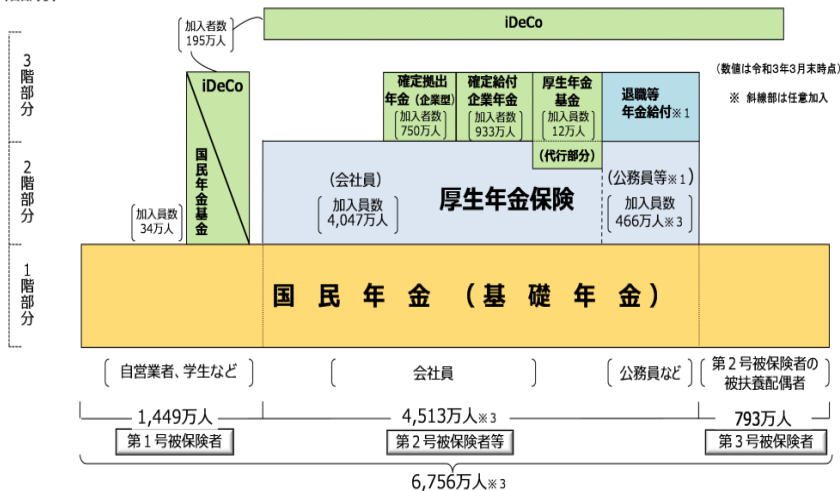 加入者数
195万人
iDeCo
3階部分
2階部分
1階部分
iDeCo
国民年金基金
加入員数
34万人
確定拠出
年金（企業型）
加入者数
750万人
確定給付
企業年金
加入者数
933万人
厚生年金
基金
加入員数
12万人
(代行部分)
退職等
年金給付※1
(数値は令和3年3月末時点)
※ 斜線部は任意加入
(会社員)
加入員数
4,047万人
厚生年金保険
(公務員等※1)
加入員数
466万人※3
国民年金（基礎年金）
自営業者、学生など
会社員
公務員など
第2号被保険者の
被扶養配偶者
1,449万人
4,513万人※3
793万人
第1号被保険者
第2号被保険者等
第3号被保険者
6,756万人※3